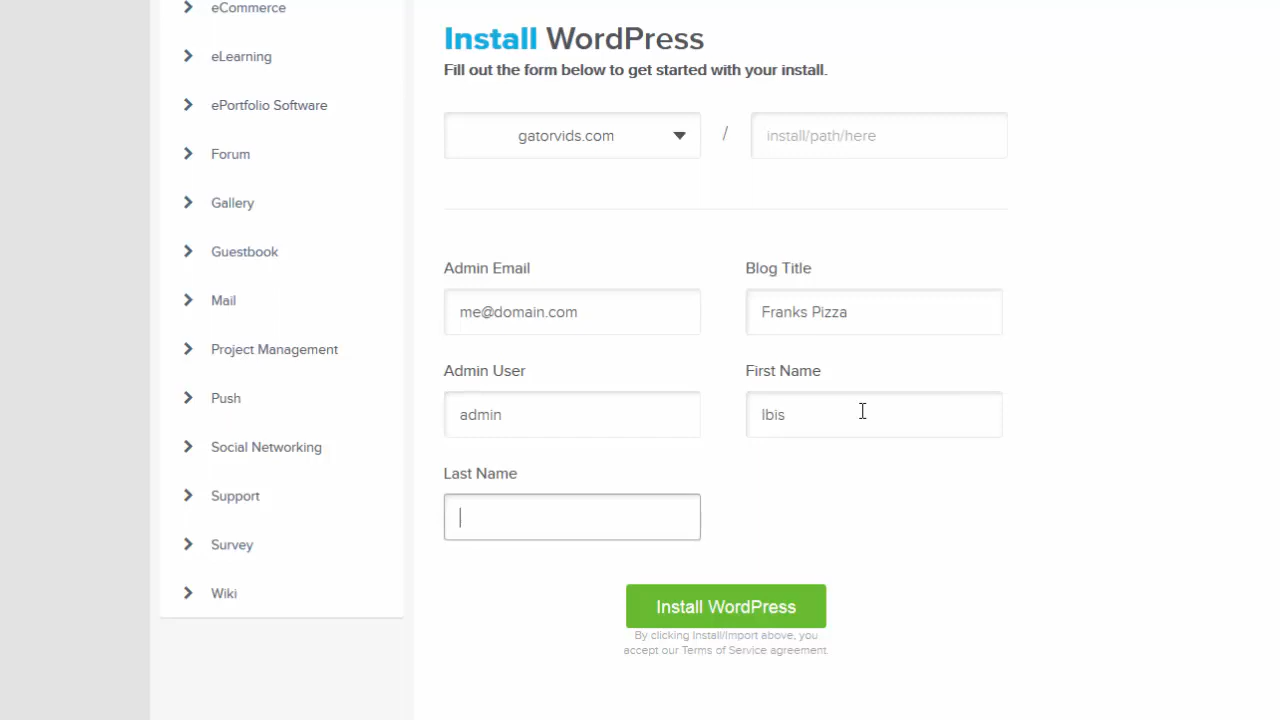 eCommerce
eLearning
ePortfolio Software
Forum
Gallery
Guestbook
Mail
Project Management
Push
Social Networking
Support
Survey
Wiki
Install WordPress
Fill out the form below to get started with your install.
gatorvids.com / install/path/here
Admin Email Blog Title
me@domain.com Franks Pizza
Admin User First Name
admin Ibis
Last Name
Install WordPress
By clicking Install/Import above, you
accept our Terms of Service agreement.